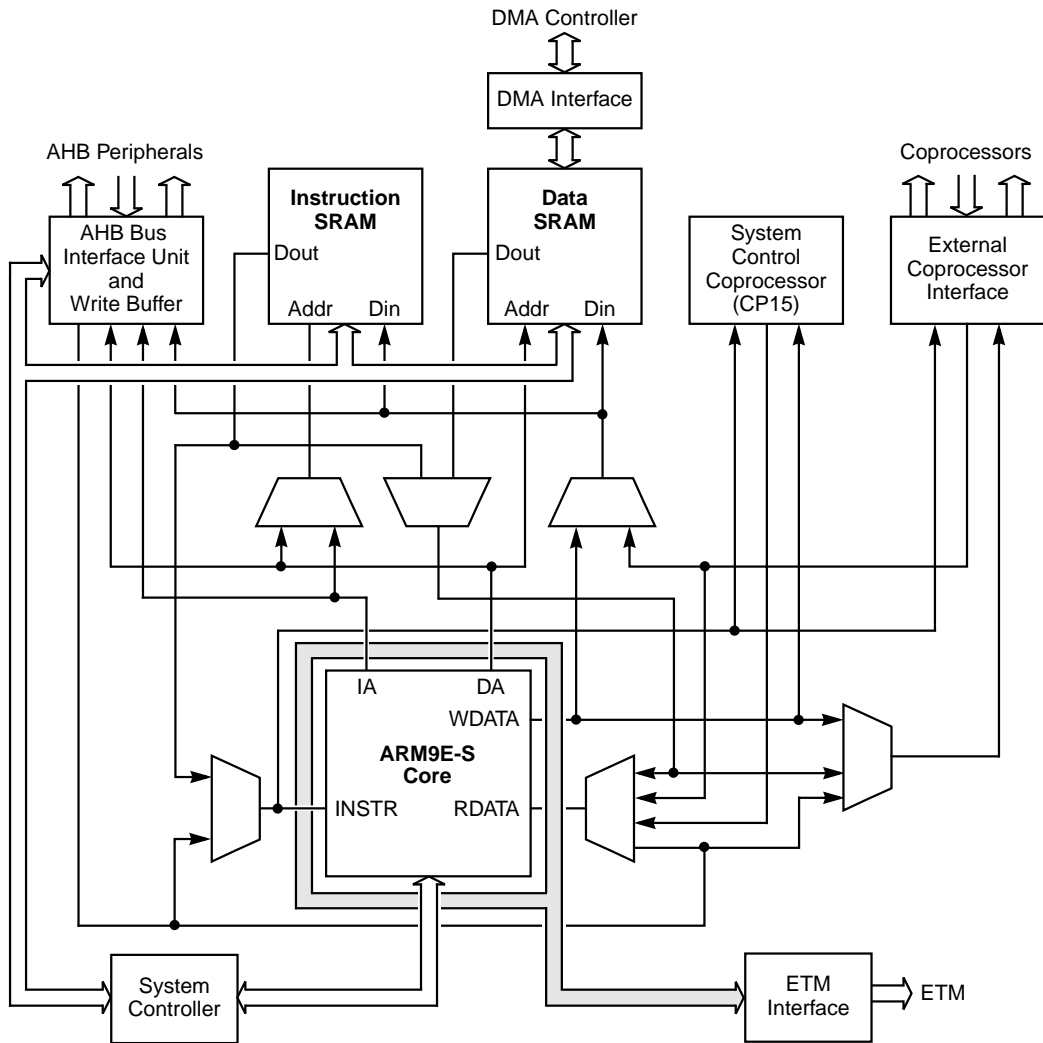 DMA Controller
DMA Interface
AHB Peripherals
Coprocessors
Instruction
SRAM
Dout
Addr
Din
Data
SRAM
Dout
Addr
Din
AHB Bus
Interface Unit
and
Write Buffer
System
Control
Coprocessor
(CP15)
External
Coprocessor
Interface
IA
DA
WDATA
ARM9E-S
Core
INSTR
RDATA
System
Controller
ETM
Interface
ETM